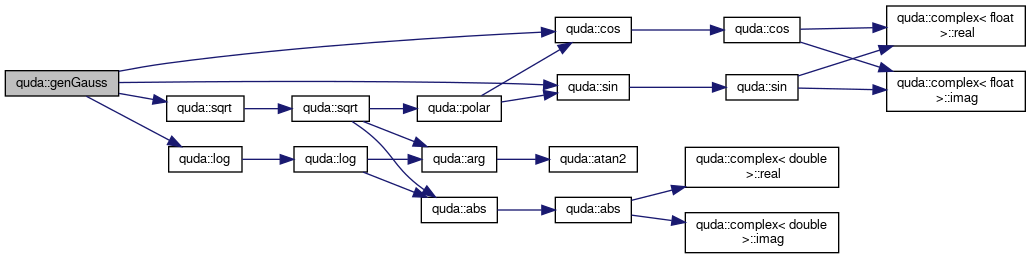 quda::genGauss
quda::sqrt
quda::log
quda::sqrt
quda::log
quda::polar
quda::arg
quda::abs
quda::cos
quda::sin
quda::atan2
quda::abs
quda::cos
quda::sin
quda::complex< double
>::real
quda::complex< double
>::imag
quda::complex< float
>::real
quda::complex< float
>::imag